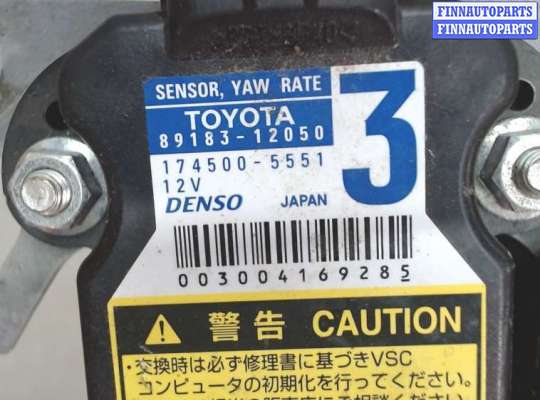 FINNAUTOPARTS
FINNAUTOPARTS
SENSOR, YAW RATE
TOYOTA
89183-12050
3
174500-5551
12V
DENSO JAPAN
003004169285
警告 CAUTION
・交換時は必ず修理書に基づきVSC
コンピュータの初期化を行ってください。